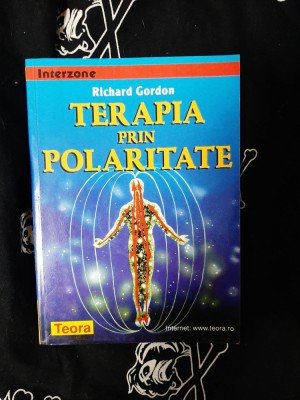 Interzone
Richard Gordon
TERAPIA
PRIN
POLARITATE
Teora
Internet: www.teora.ro